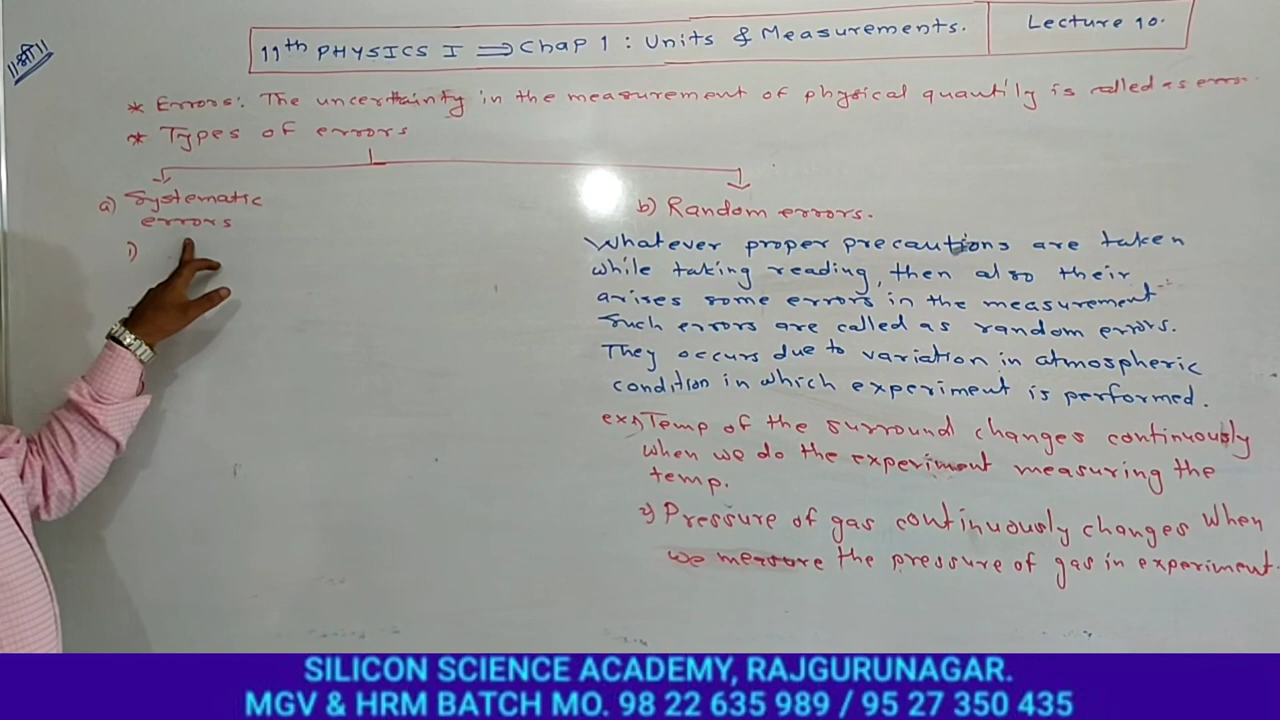 ॥श्री॥
11th PHYSICS I ⇒ Chap 1 : Units & Measurements.
Lecture 10.
* Errors: The uncertainty in the measurement of physical quantity is called as error.
* Types of errors
a) Systematic
errors
1)
b) Random errors.
Whatever proper precautions are taken
while taking reading, then also their
arises some errors in the measurement
Such errors are called as random errors.
They occurs due to variation in atmospheric
condition in which experiment is performed.
ex 1) Temp of the surround changes continuously
when we do the experiment measuring the
temp.
2) Pressure of gas continuously changes when
we measure the pressure of gas in experiment.
SILICON SCIENCE ACADEMY, RAJGURUNAGAR.
MGV & HRM BATCH MO. 98 22 635 989 / 95 27 350 435